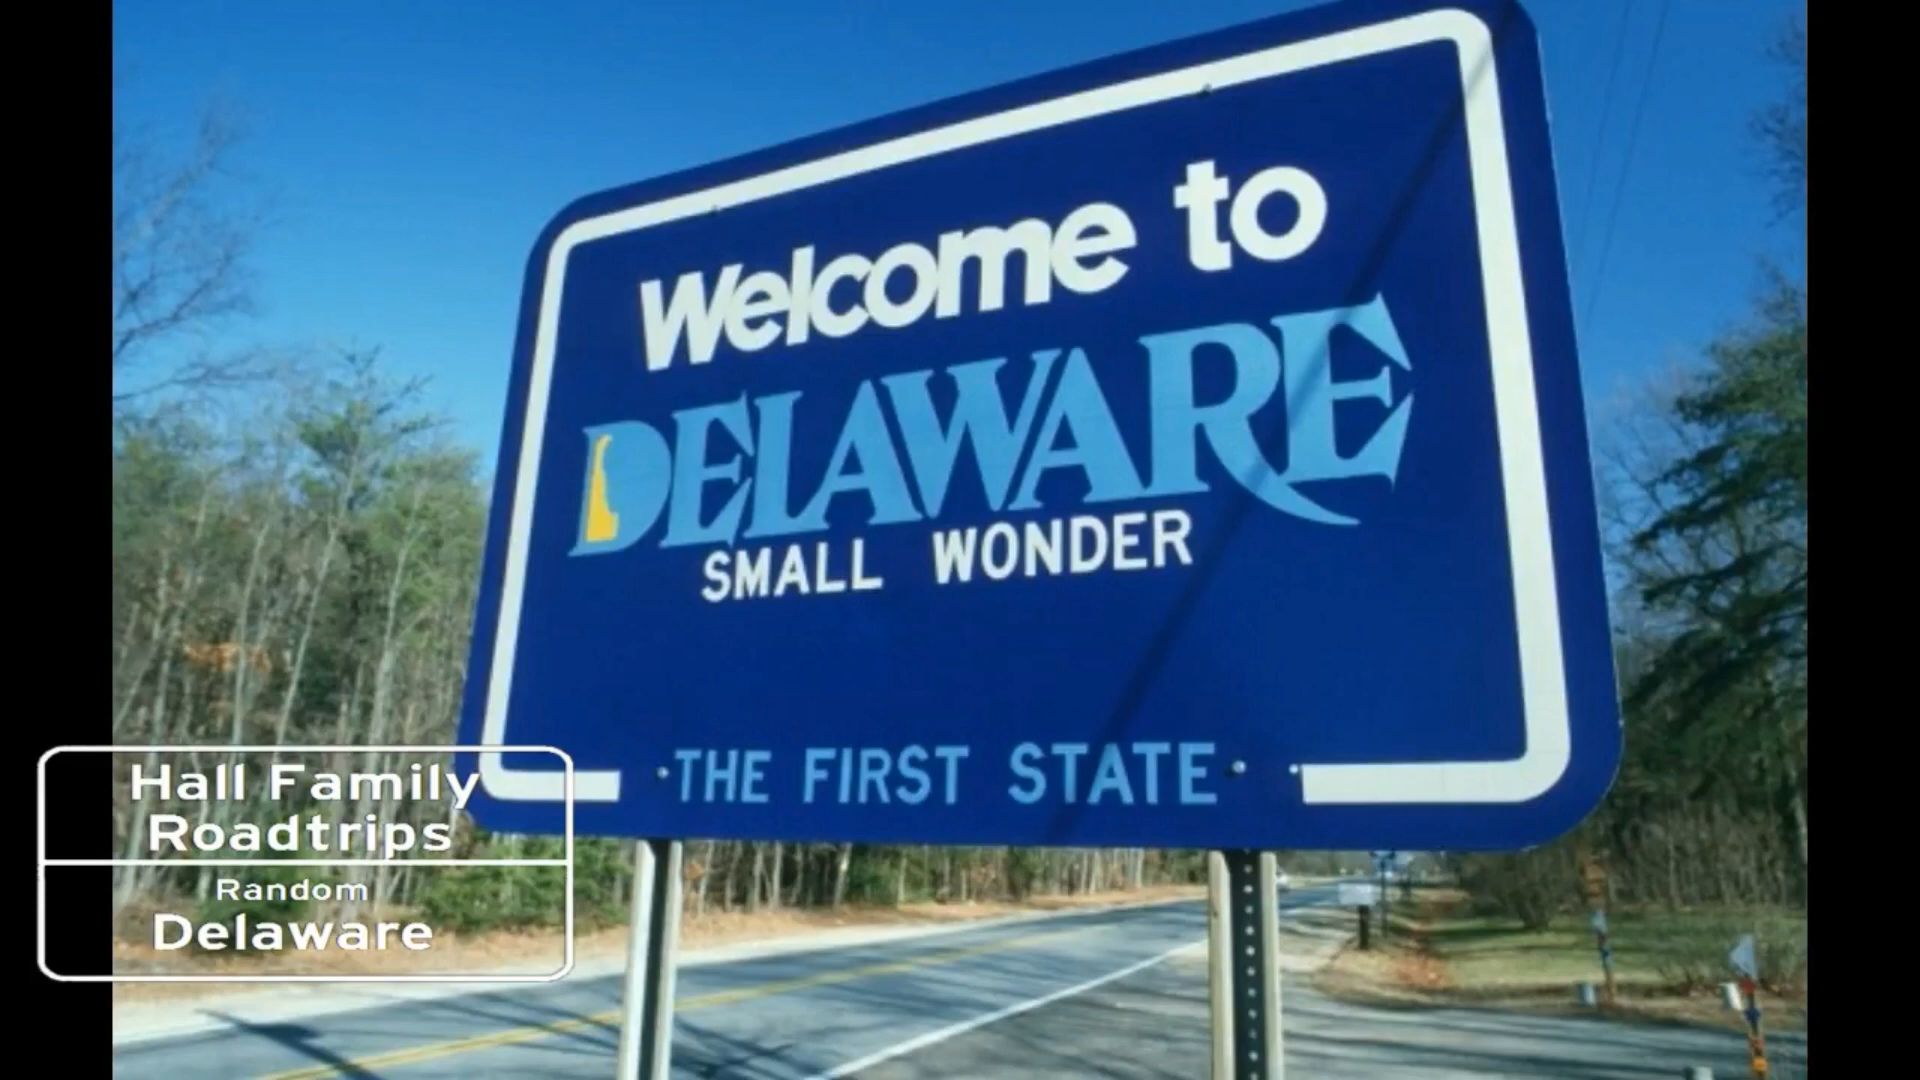 Welcome to
DELAWARE
SMALL WONDER
THE FIRST STATE
Hall Family
Roadtrips
Random
Delaware